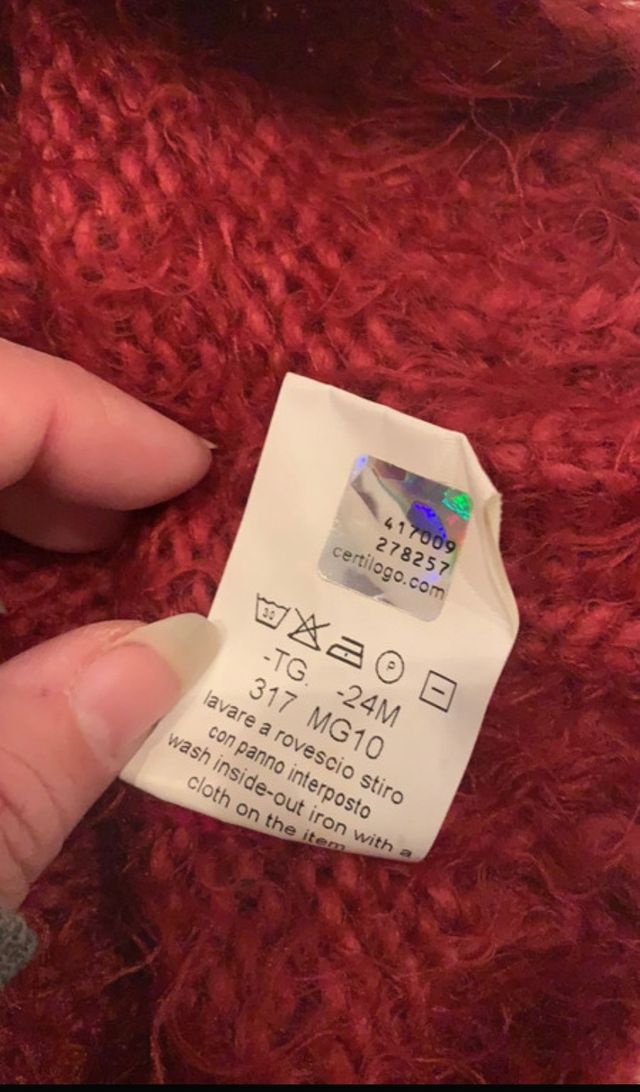 417009
278257
certilogo.com
30 P
-TG. -24M
317 MG10
lavare a rovescio stiro
con panno interposto
wash inside-out iron with a
cloth on the item